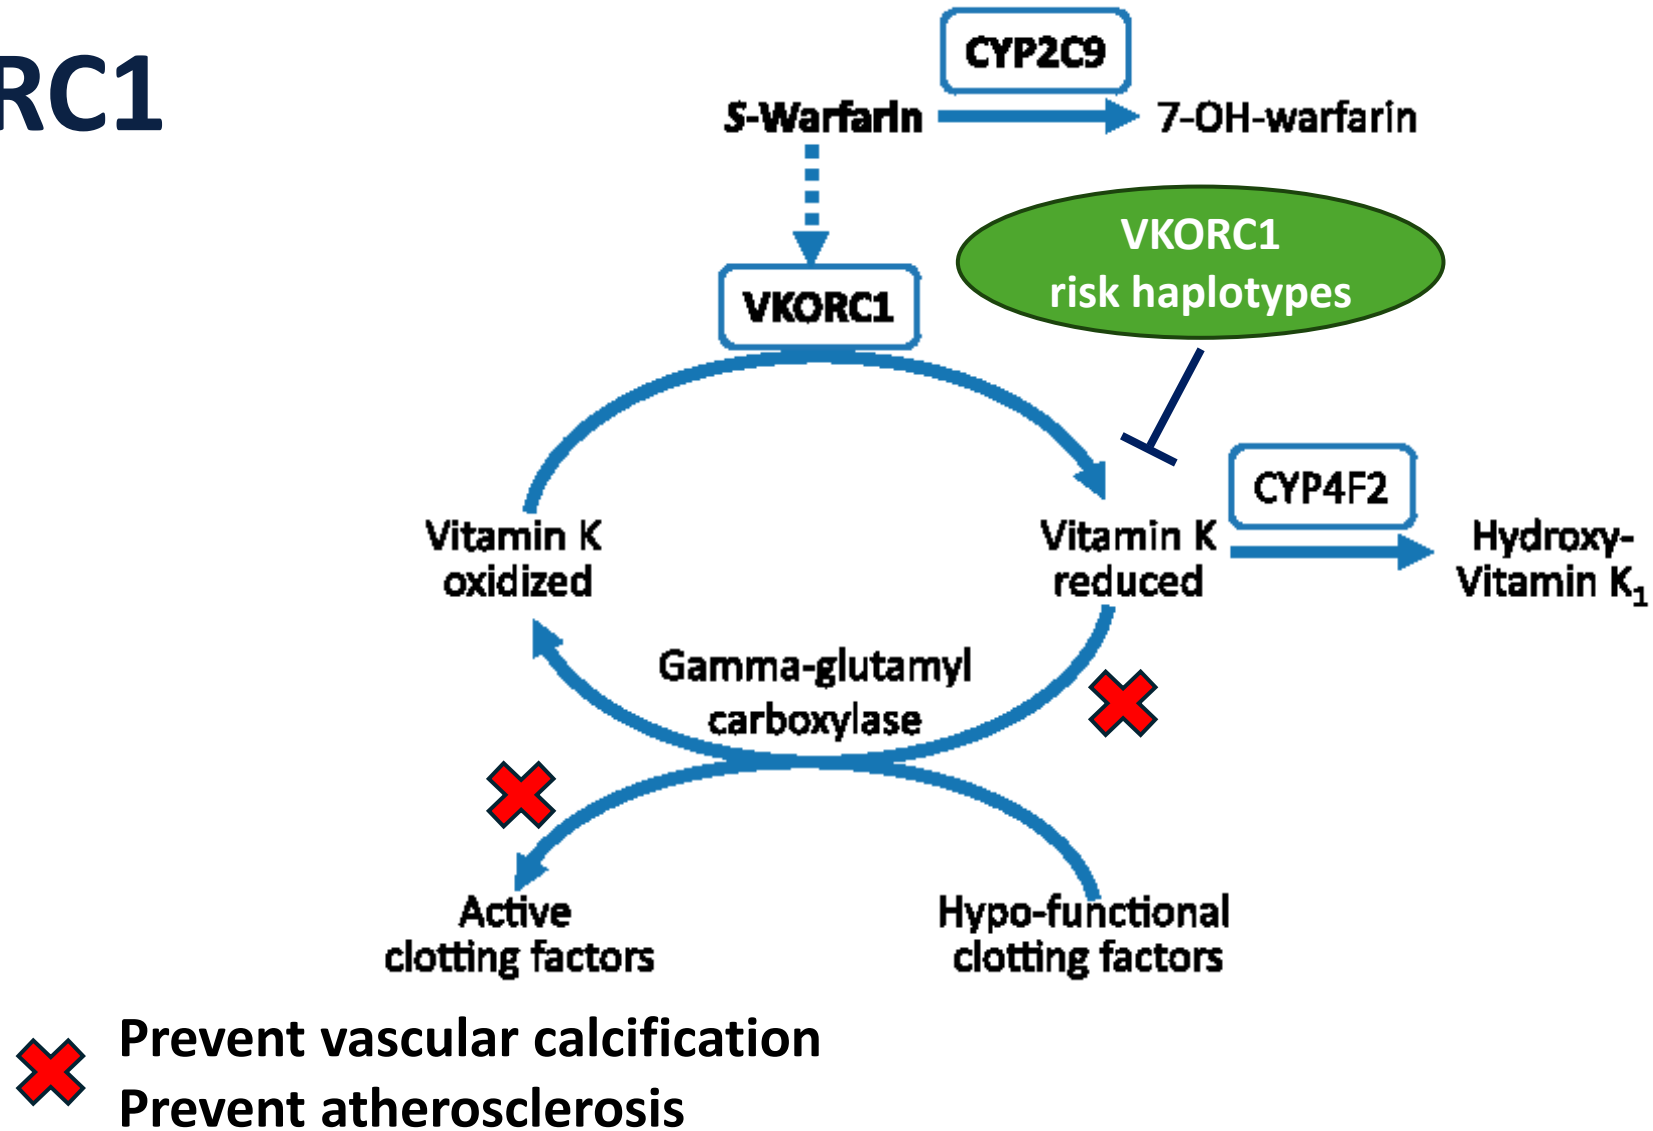 RC1
CYP2C9
S-Warfarin
7-OH-warfarin
VKORC1
risk haplotypes
VKORC1
CYP4F2
Vitamin K
oxidized
Vitamin K
reduced
Hydroxy-
Vitamin K₁
Gamma-glutamyl
carboxylase
Active
clotting factors
Hypo-functional
clotting factors
Prevent vascular calcification
Prevent atherosclerosis